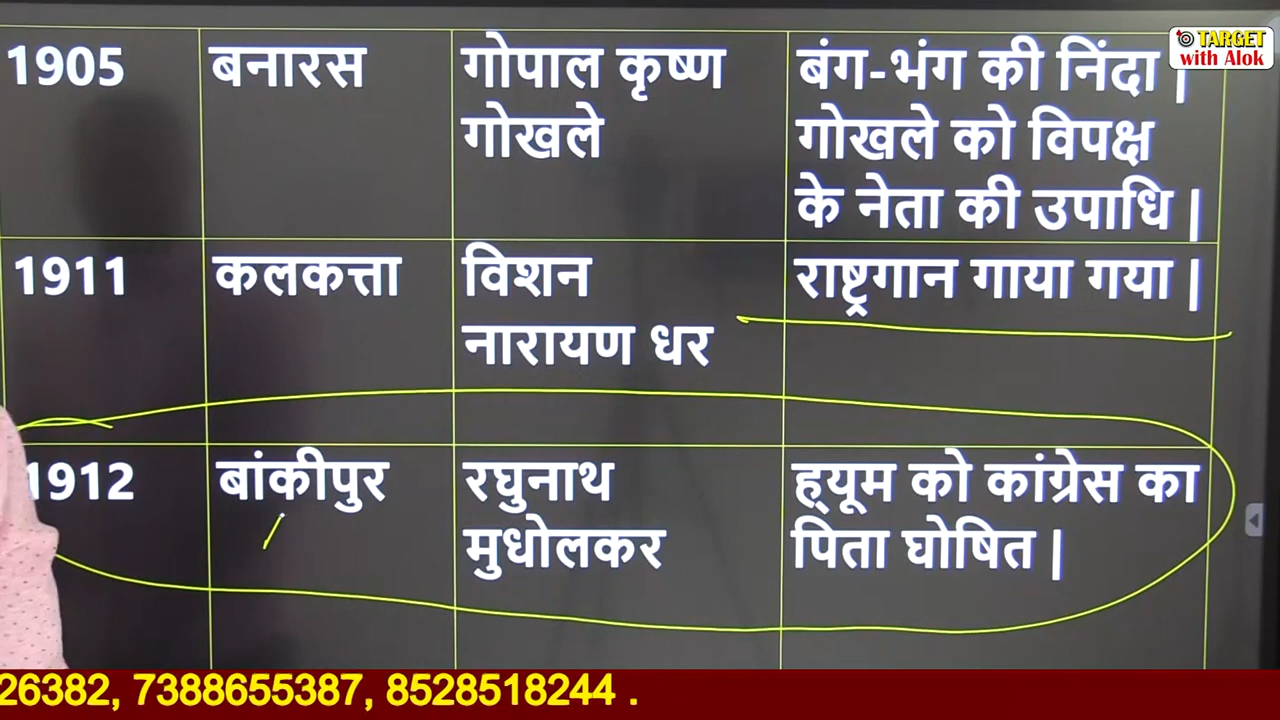 TARGET
with Alok
1905 बनारस गोपाल कृष्ण बंग-भंग की निंदा |
गोखले गोखले को विपक्ष
के नेता की उपाधि |
1911 कलकत्ता विशन राष्ट्रगान गाया गया |
नारायण धर
1912 बांकीपुर रघुनाथ ह्यूम को कांग्रेस का
मुधोलकर पिता घोषित |
26382, 7388655387, 8528518244 .